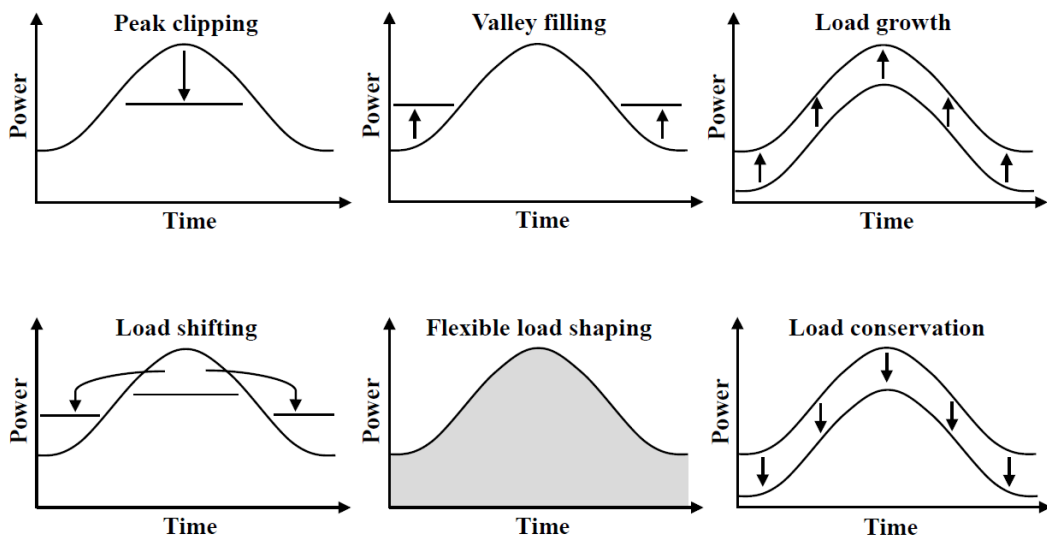 Peak clipping
Power
Time
Valley filling
Power
Time
Load growth
Power
Time
Load shifting
Power
Time
Flexible load shaping
Power
Time
Load conservation
Power
Time